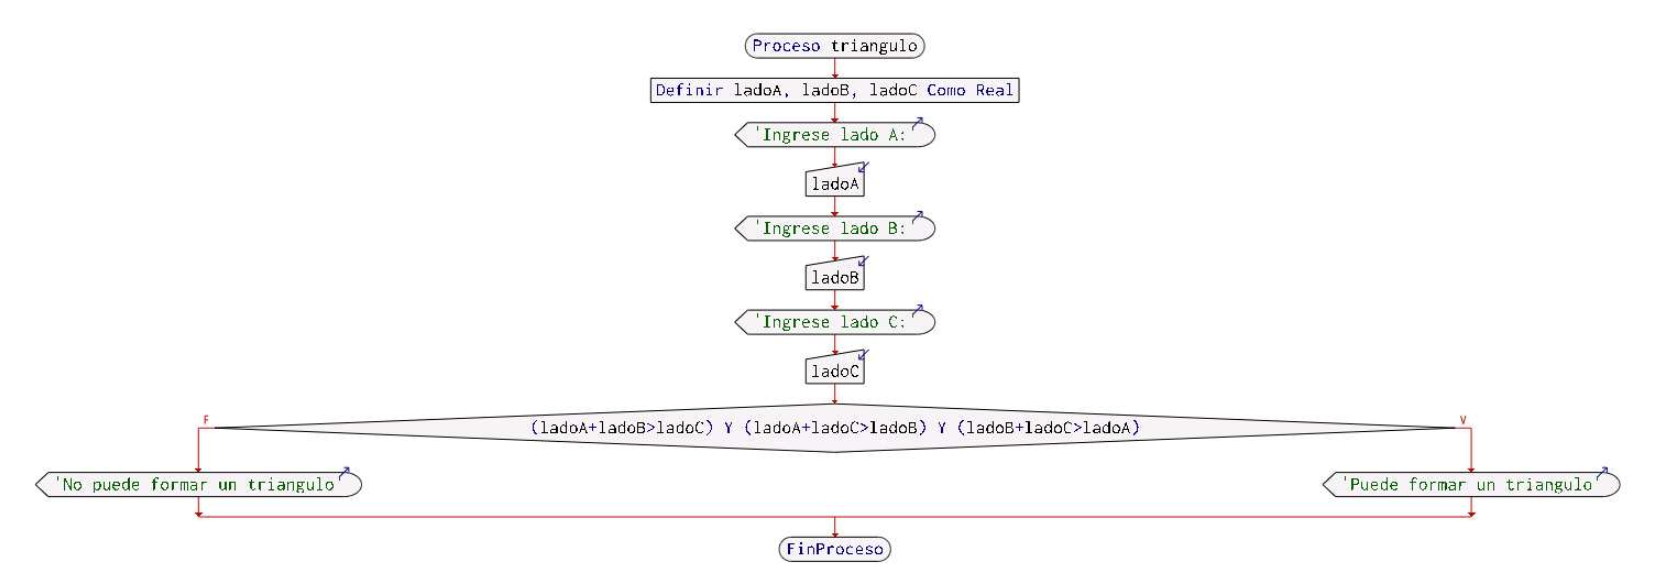 Proceso triangulo
Definir ladoA, ladoB, ladoC Como Real
'Ingrese lado A: '
ladoA
'Ingrese lado B: '
ladoB
'Ingrese lado C: '
ladoC
F
V
(ladoA+ladoB>ladoC) Y (ladoA+ladoC>ladoB) Y (ladoB+ladoC>ladoA)
'No puede formar un triangulo'
'Puede formar un triangulo'
FinProceso